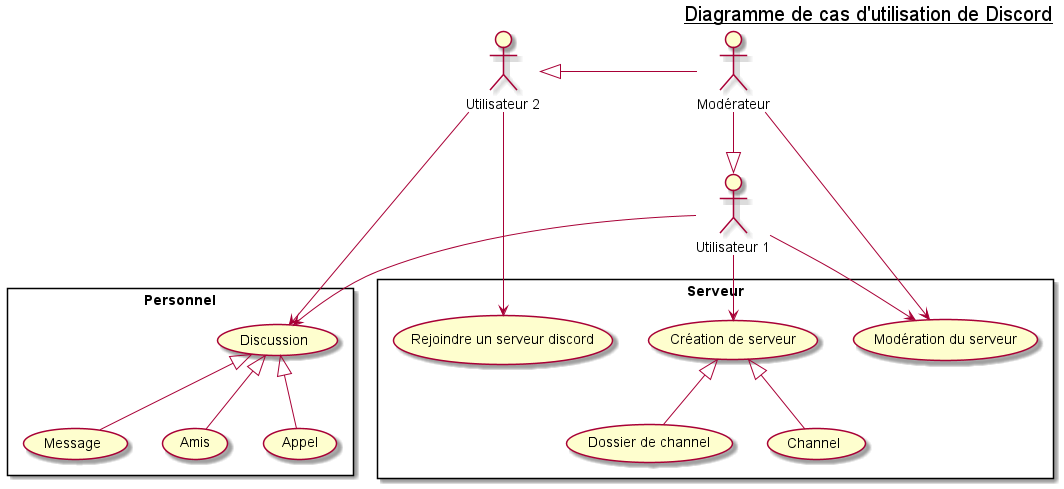 Diagramme de cas d'utilisation de Discord
Utilisateur 2
Modérateur
Utilisateur 1
Personnel
Serveur
Discussion
Rejoindre un serveur discord
Création de serveur
Modération du serveur
Message
Amis
Appel
Dossier de channel
Channel